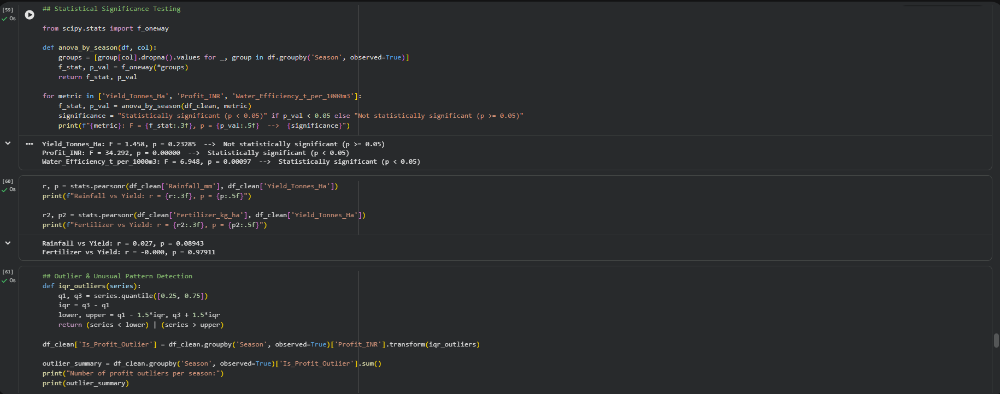 [59]
0s
## Statistical Significance Testing
from scipy.stats import f_oneway
def anova_by_season(df, col):
    groups = [group[col].dropna().values for _, group in df.groupby('Season', observed=True)]
    f_stat, p_val = f_oneway(*groups)
    return f_stat, p_val
for metric in ['Yield_Tonnes_Ha', 'Profit_INR', 'Water_Efficiency_t_per_1000m3']:
    f_stat, p_val = anova_by_season(df_clean, metric)
    significance = "Statistically significant (p < 0.05)" if p_val < 0.05 else "Not statistically significant (p >= 0.05)"
    print(f"{metric}: F = {f_stat:.3f}, p = {p_val:.5f}  -->  {significance}")
Yield_Tonnes_Ha: F = 1.458, p = 0.23285  -->  Not statistically significant (p >= 0.05)
Profit_INR: F = 34.292, p = 0.00000  -->  Statistically significant (p < 0.05)
Water_Efficiency_t_per_1000m3: F = 6.948, p = 0.00097  -->  Statistically significant (p < 0.05)
[60]
0s
r, p = stats.pearsonr(df_clean['Rainfall_mm'], df_clean['Yield_Tonnes_Ha'])
print(f"Rainfall vs Yield: r = {r:.3f}, p = {p:.5f}")
r2, p2 = stats.pearsonr(df_clean['Fertilizer_kg_ha'], df_clean['Yield_Tonnes_Ha'])
print(f"Fertilizer vs Yield: r = {r2:.3f}, p = {p2:.5f}")
Rainfall vs Yield: r = 0.027, p = 0.08943
Fertilizer vs Yield: r = -0.000, p = 0.97911
[61]
0s
## Outlier & Unusual Pattern Detection
def iqr_outliers(series):
    q1, q3 = series.quantile([0.25, 0.75])
    iqr = q3 - q1
    lower, upper = q1 - 1.5*iqr, q3 + 1.5*iqr
    return (series < lower) | (series > upper)
df_clean['Is_Profit_Outlier'] = df_clean.groupby('Season', observed=True)['Profit_INR'].transform(iqr_outliers)
outlier_summary = df_clean.groupby('Season', observed=True)['Is_Profit_Outlier'].sum()
print("Number of profit outliers per season:")
print(outlier_summary)